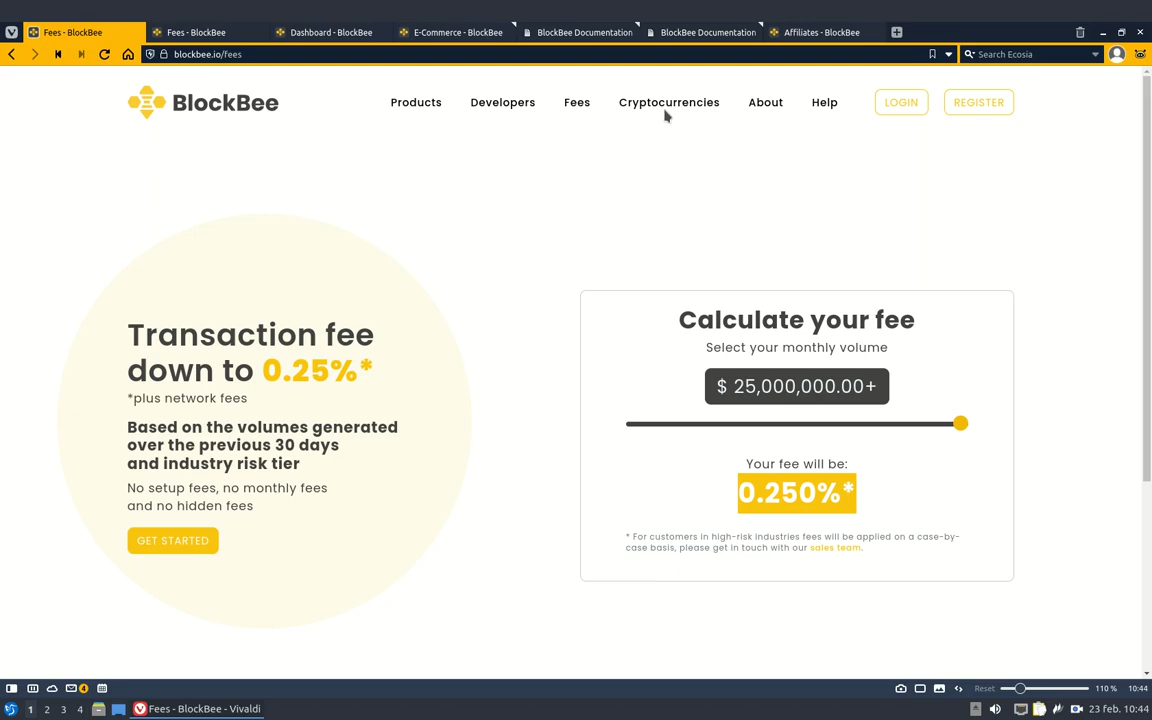 Fees - BlockBee
Fees - BlockBee
Dashboard - BlockBee
E-Commerce - BlockBee
BlockBee Documentation
BlockBee Documentation
Affiliates - BlockBee
blockbee.io/fees
Search Ecosia
BlockBee
Products
Developers
Fees
Cryptocurrencies
About
Help
LOGIN
REGISTER
Transaction fee
down to 0.25%*
*plus network fees
Based on the volumes generated
over the previous 30 days
and industry risk tier
No setup fees, no monthly fees
and no hidden fees
GET STARTED
Calculate your fee
Select your monthly volume
$ 25,000,000.00+
Your fee will be:
0.250%*
* For customers in high-risk industries fees will be applied on a case-by-
case basis, please get in touch with our sales team.
4
Reset
110 %
10:44
1
2
3
4
Fees - BlockBee - Vivaldi
23 feb. 10:44